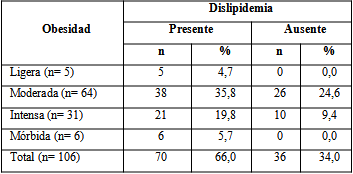 Obesidad Dislipidemia
Presente Ausente
n % n %
Ligera (n= 5) 5 4,7 0 0,0
Moderada (n= 64) 38 35,8 26 24,6
Intensa (n= 31) 21 19,8 10 9,4
Mórbida (n= 6) 6 5,7 0 0,0
Total (n= 106) 70 66,0 36 34,0